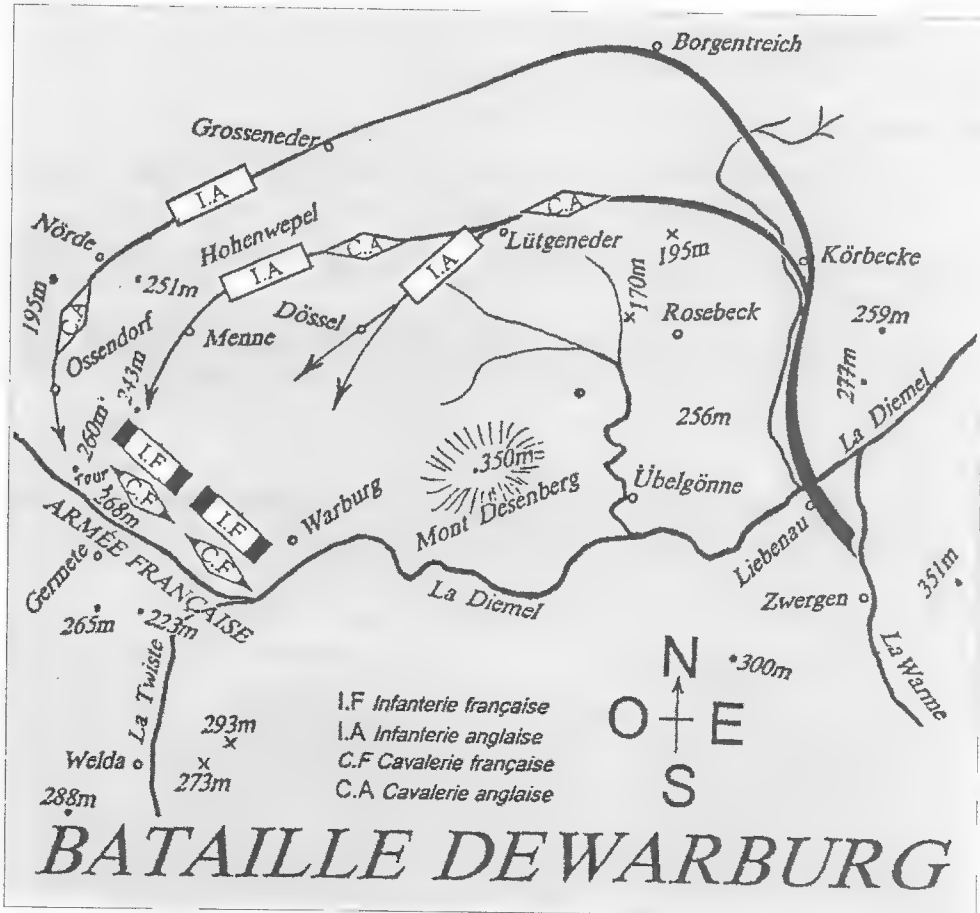 Borgentreich
Grosseneder
I.A
C.A
Nörde
Hohenwepel
C.A
Lütgeneder
195m
Körbecke
I.A
I.A
251m
170m
195m
C.A
Dössel
Rosebeck
259m
Ossendorf
Menne
277m
243m
La Diemel
260m
256m
I.F
350m
Tour
C.F
268m
I.F
Warburg
Mont Desenberg
Übelgönne
ARMÉE FRANÇAISE
C.F
Liebenau
Germete
La Diemel
351m
Zwergen
265m
223m
La Twiste
N
300m
La Warme
I.F Infanterie française
293m
I.A Infanterie anglaise
O E
Welda
C.F Cavalerie française
273m
C.A Cavalerie anglaise
S
288m
BATAILLE DEWARBURG